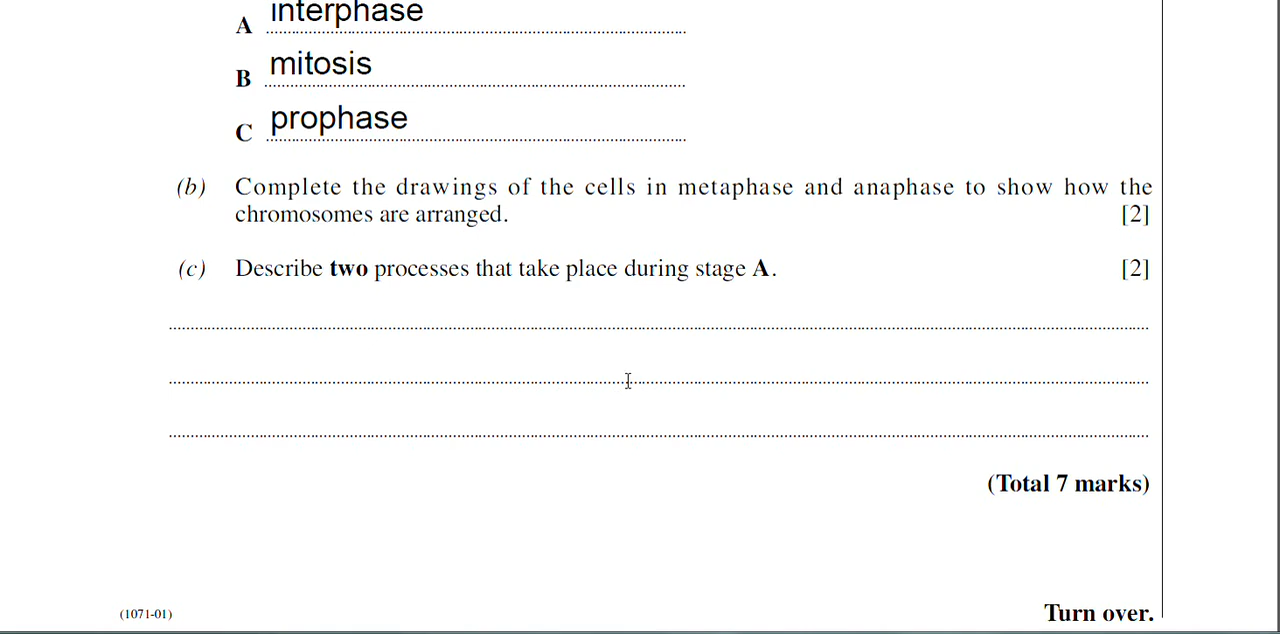 A interphase
B mitosis
C prophase
(b) Complete the drawings of the cells in metaphase and anaphase to show how the
chromosomes are arranged. [2]
(c) Describe two processes that take place during stage A. [2]
(Total 7 marks)
(1071-01) Turn over.